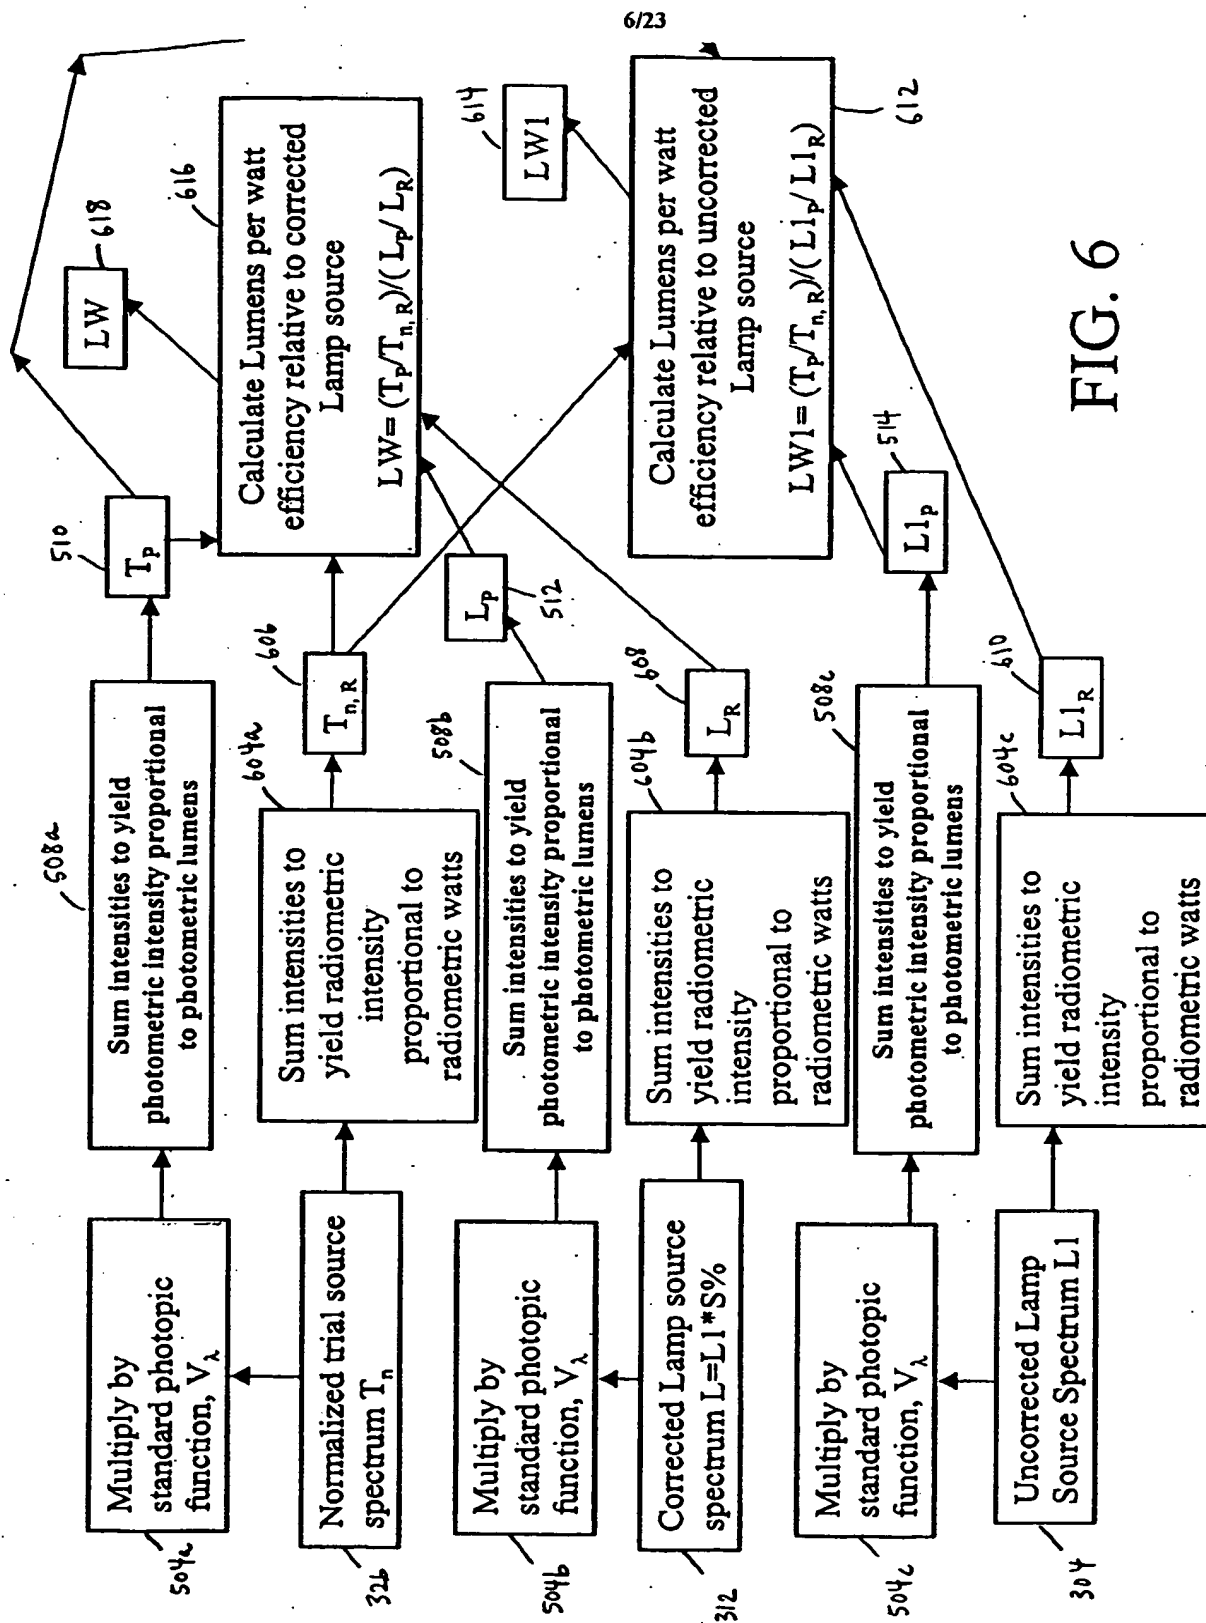 6/23
504a
Multiply by
standard photopic
function, Vλ
508a
Sum intensities to yield
photometric intensity proportional
to photometric lumens
510
Tp
618
LW
326
Normalized trial source
spectrum Tn
604a
Sum intensities to
yield radiometric
intensity
proportional to
radiometric watts
606
Tn, R
616
Calculate Lumens per watt
efficiency relative to corrected
Lamp source
LW= (Tp/Tn, R)/(Lp/ LR)
504b
Multiply by
standard photopic
function, Vλ
508b
Sum intensities to yield
photometric intensity proportional
to photometric lumens
Lp
512
312
Corrected Lamp source
spectrum L=L1*S%
604b
Sum intensities to
yield radiometric
intensity
proportional to
radiometric watts
608
LR
614
LW1
Calculate Lumens per watt
efficiency relative to uncorrected
Lamp source
LW1= (Tp/Tn, R)/(L1p/ L1R)
612
504c
Multiply by
standard photopic
function, Vλ
508c
Sum intensities to yield
photometric intensity proportional
to photometric lumens
514
L1p
304
Uncorrected Lamp
Source Spectrum L1
604c
Sum intensities to
yield radiometric
intensity
proportional to
radiometric watts
610
L1R
FIG. 6